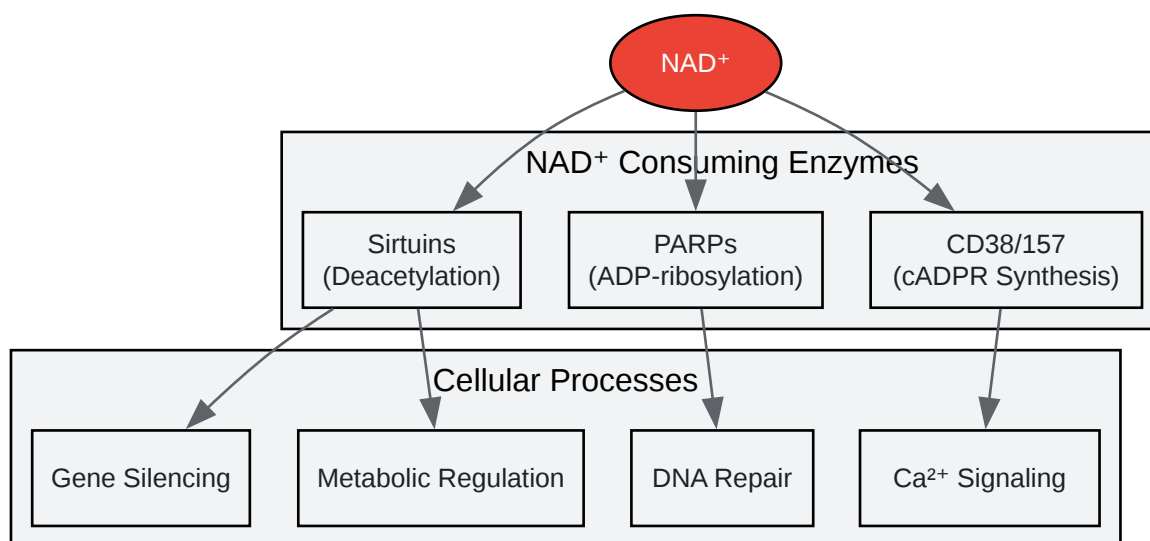 NAD⁺
NAD⁺ Consuming Enzymes
Sirtuins
(Deacetylation)
PARPs
(ADP-ribosylation)
CD38/157
(cADPR Synthesis)
Cellular Processes
Gene Silencing
Metabolic Regulation
DNA Repair
Ca²⁺ Signaling